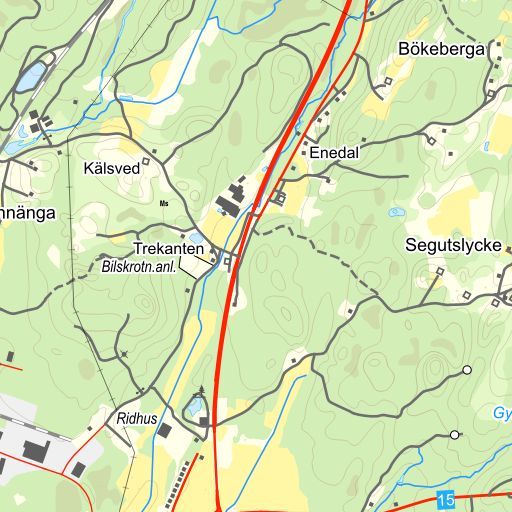 Bökeberga
Enedal
Kälsved
Ms
nnänga
Trekanten
Segutslycke
Bilskrotn.anl.
Ridhus
Gy
15